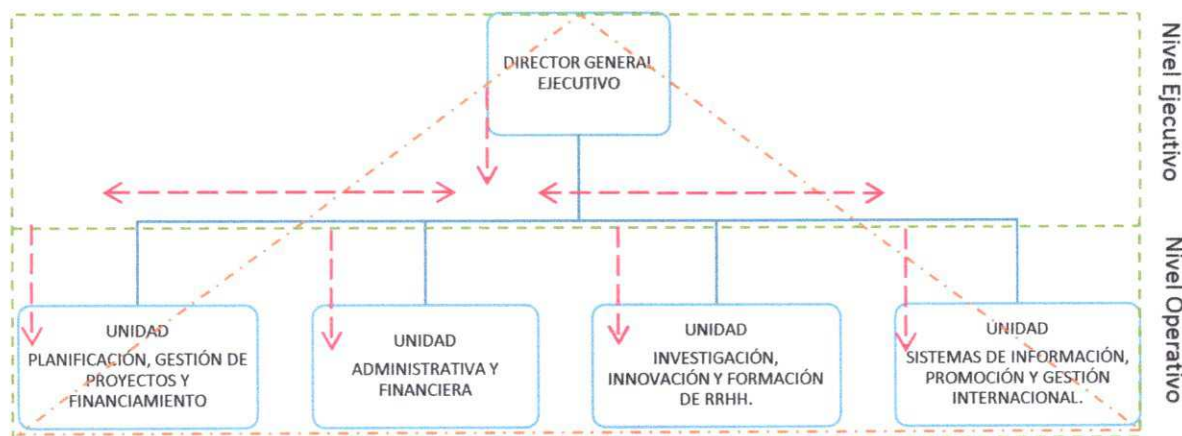 DIRECTOR GENERAL
EJECUTIVO
Nivel Ejecutivo
Nivel Operativo
UNIDAD
PLANIFICACIÓN, GESTIÓN DE
PROYECTOS Y
FINANCIAMIENTO
UNIDAD
ADMINISTRATIVA Y
FINANCIERA
UNIDAD
INVESTIGACIÓN,
INNOVACIÓN Y FORMACIÓN
DE RRHH.
UNIDAD
SISTEMAS DE INFORMACIÓN,
PROMOCIÓN Y GESTIÓN
INTERNACIONAL.